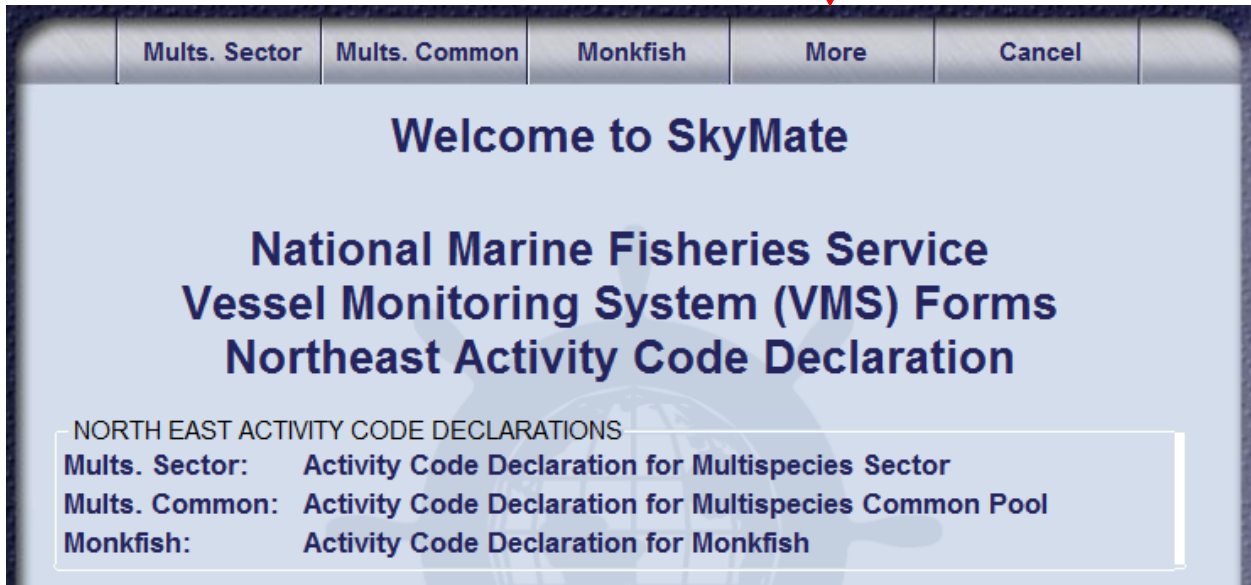 Mults. Sector Mults. Common Monkfish More Cancel
Welcome to SkyMate
National Marine Fisheries Service
Vessel Monitoring System (VMS) Forms
Northeast Activity Code Declaration
NORTH EAST ACTIVITY CODE DECLARATIONS
Mults. Sector: Activity Code Declaration for Multispecies Sector
Mults. Common: Activity Code Declaration for Multispecies Common Pool
Monkfish: Activity Code Declaration for Monkfish